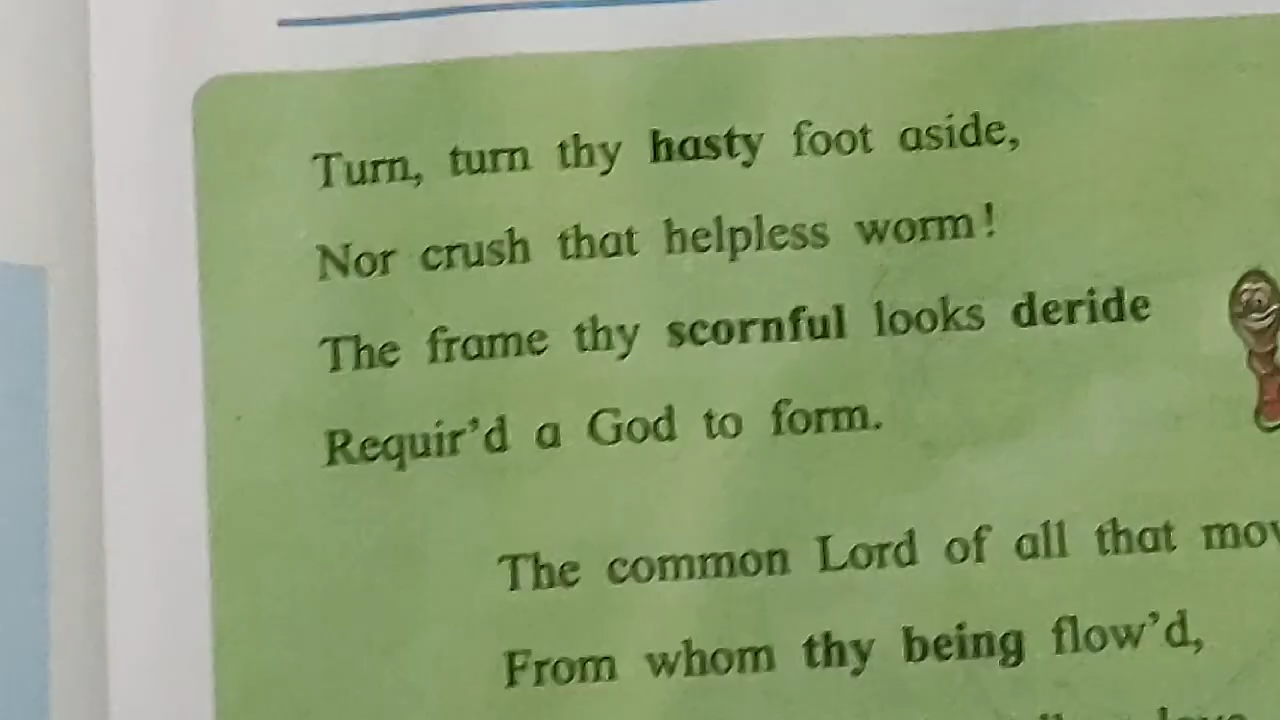 Turn, turn thy hasty foot aside,
Nor crush that helpless worm!
The frame thy scornful looks deride
Requir'd a God to form.
The common Lord of all that
From whom thy being flow'd,